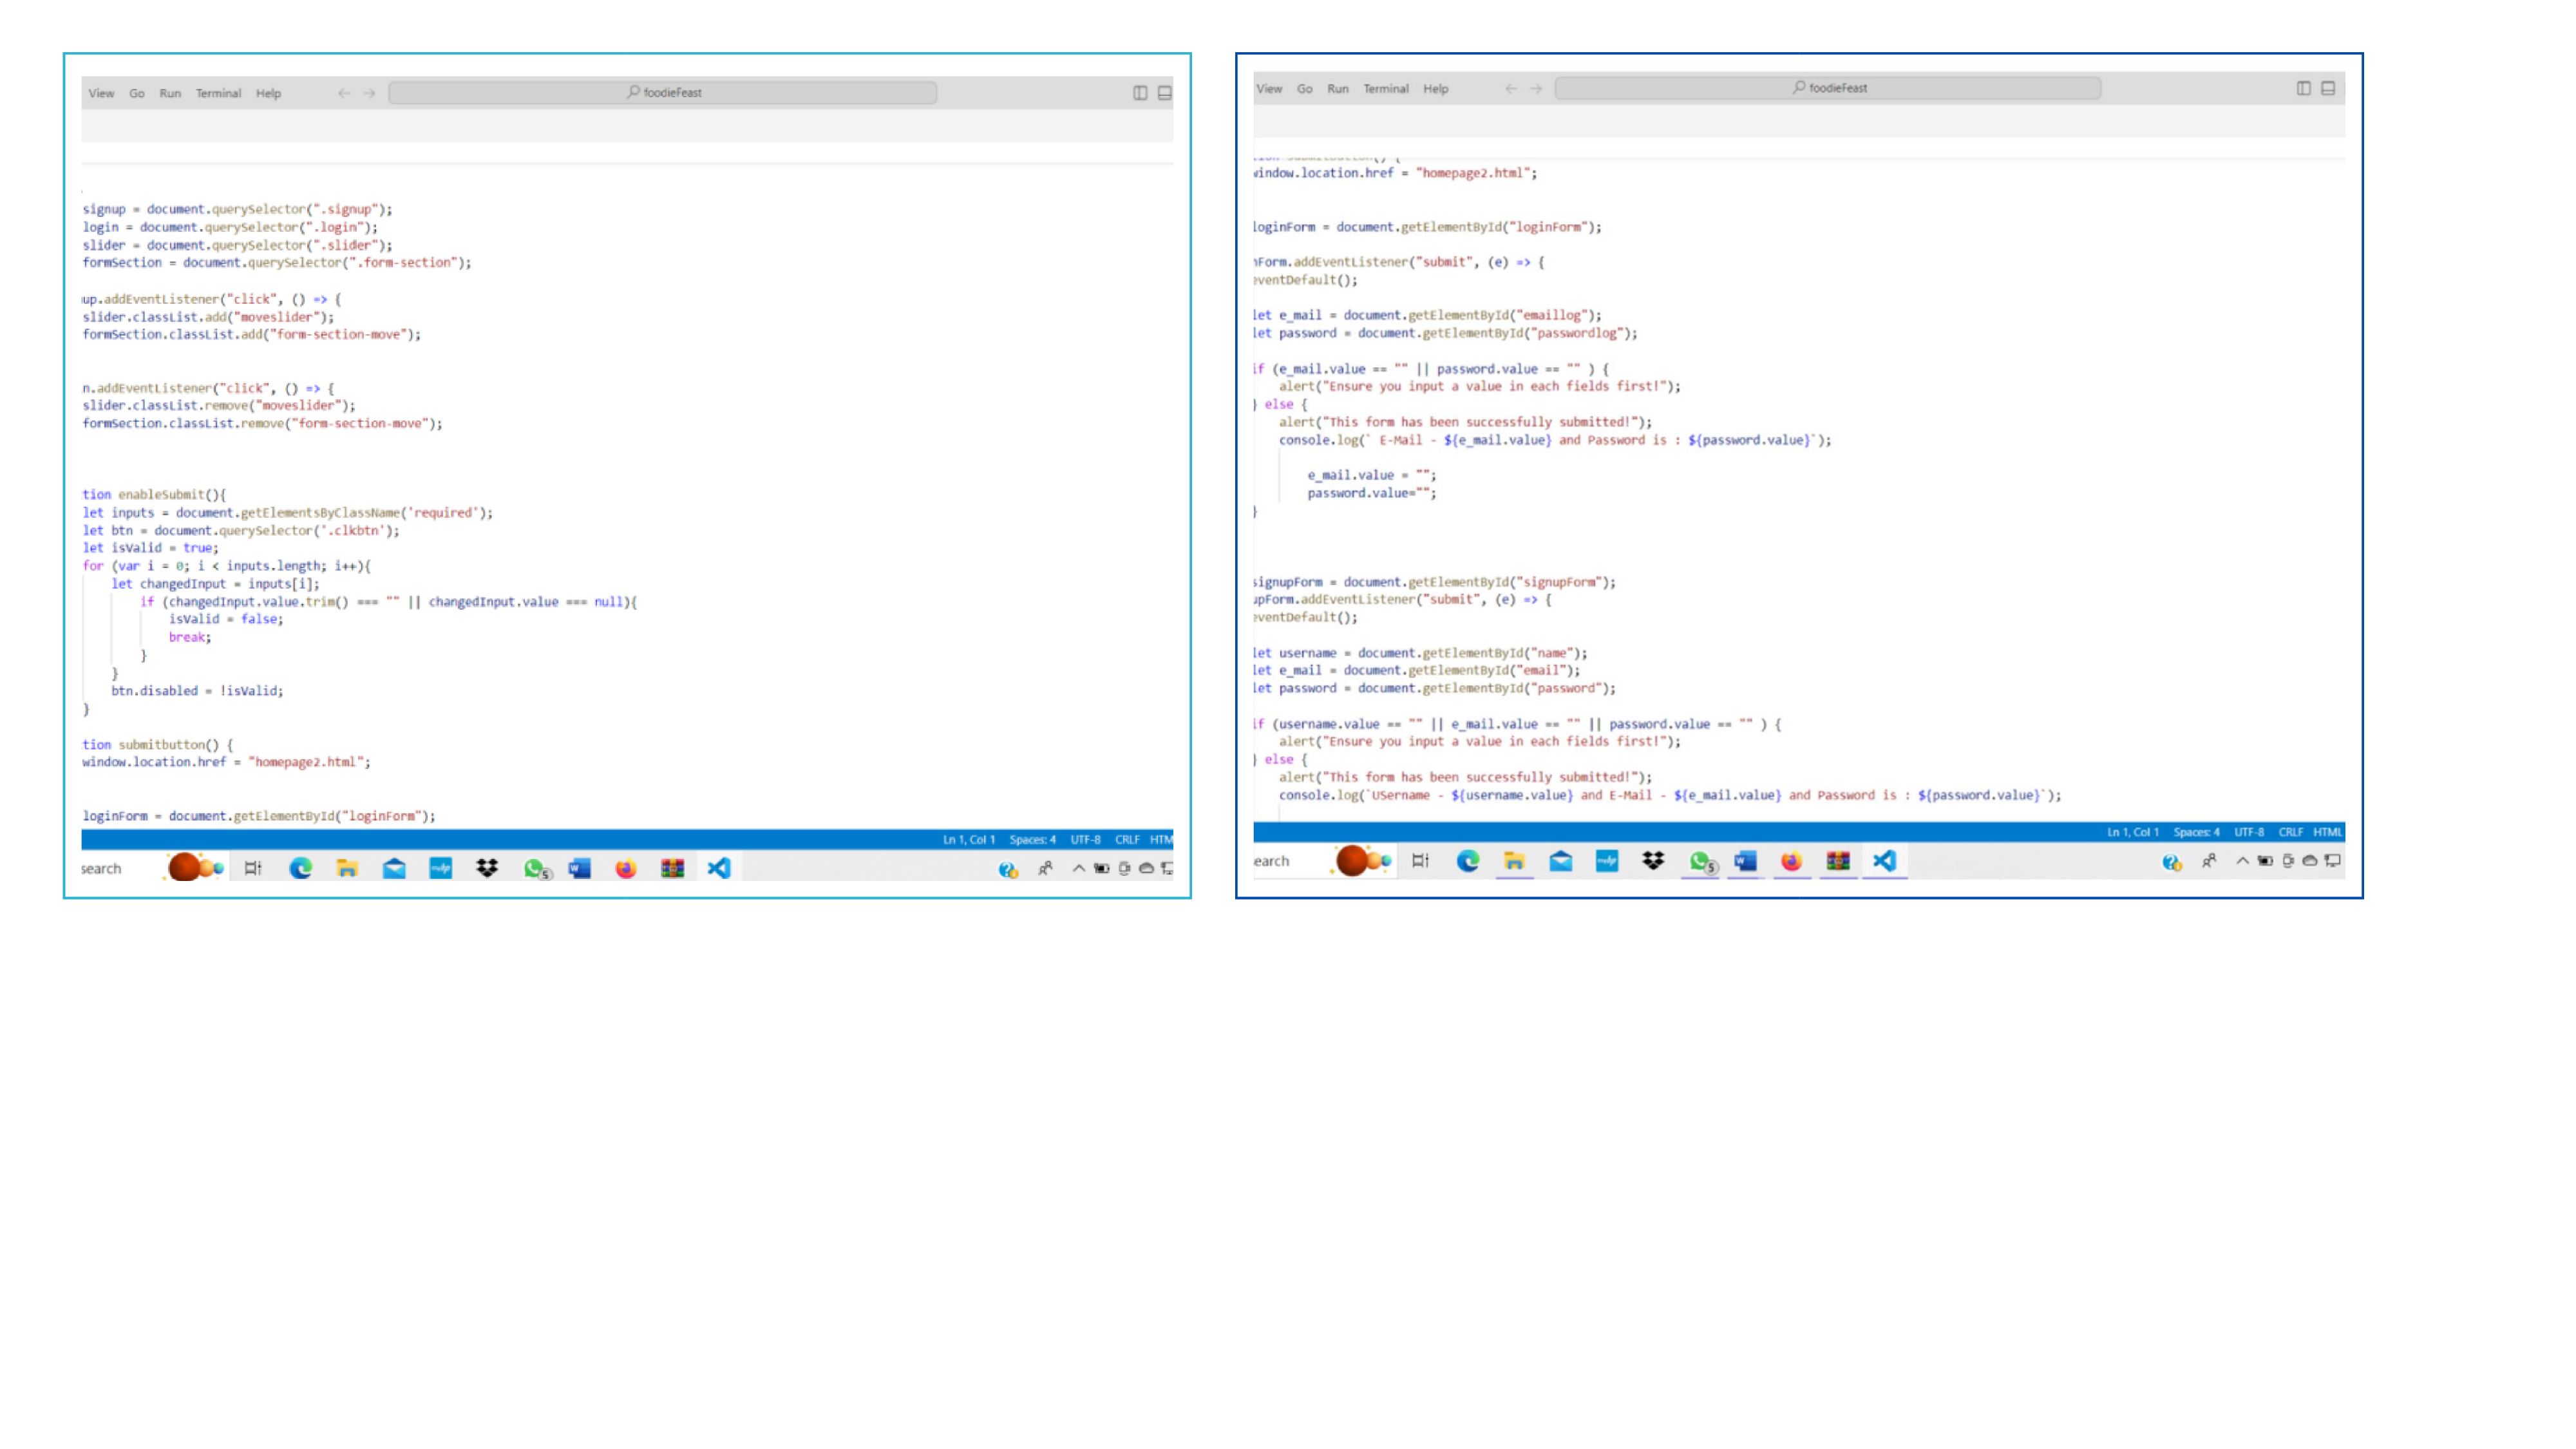 View Go Run Terminal Help
foodieFeast
signup = document.querySelector(".signup");
login = document.querySelector(".login");
slider = document.querySelector(".slider");
formSection = document.querySelector(".form-section");
up.addEventListener("click", () => {
slider.classList.add("moveslider");
formSection.classList.add("form-section-move");
n.addEventListener("click", () => {
slider.classList.remove("moveslider");
formSection.classList.remove("form-section-move");
tion enableSubmit(){
let inputs = document.getElementsByClassName('required');
let btn = document.querySelector('.clkbtn');
let isValid = true;
for (var i = 0; i < inputs.length; i++){
let changedInput = inputs[i];
if (changedInput.value.trim() === "" || changedInput.value === null){
isValid = false;
break;
}
}
btn.disabled = !isValid;
}
tion submitbutton() {
window.location.href = "homepage2.html";
loginForm = document.getElementById("loginForm");
Ln 1, Col 1 Spaces: 4 UTF-8 CRLF HTM
search
View Go Run Terminal Help
foodieFeast
window.location.href = "homepage2.html";
loginForm = document.getElementById("loginForm");
nForm.addEventListener("submit", (e) => {
eventDefault();
let e_mail = document.getElementById("emaillog");
let password = document.getElementById("passwordlog");
if (e_mail.value == "" || password.value == "" ) {
alert("Ensure you input a value in each fields first!");
} else {
alert("This form has been successfully submitted!");
console.log(` E-Mail - ${e_mail.value} and Password is : ${password.value}`);
e_mail.value = "";
password.value="";
}
signupForm = document.getElementById("signupForm");
upForm.addEventListener("submit", (e) => {
eventDefault();
let username = document.getElementById("name");
let e_mail = document.getElementById("email");
let password = document.getElementById("password");
if (username.value == "" || e_mail.value == "" || password.value == "" ) {
alert("Ensure you input a value in each fields first!");
} else {
alert("This form has been successfully submitted!");
console.log(`USername - ${username.value} and E-Mail - ${e_mail.value} and Password is : ${password.value}`);
Ln 1, Col 1 Spaces: 4 UTF-8 CRLF HTML
earch